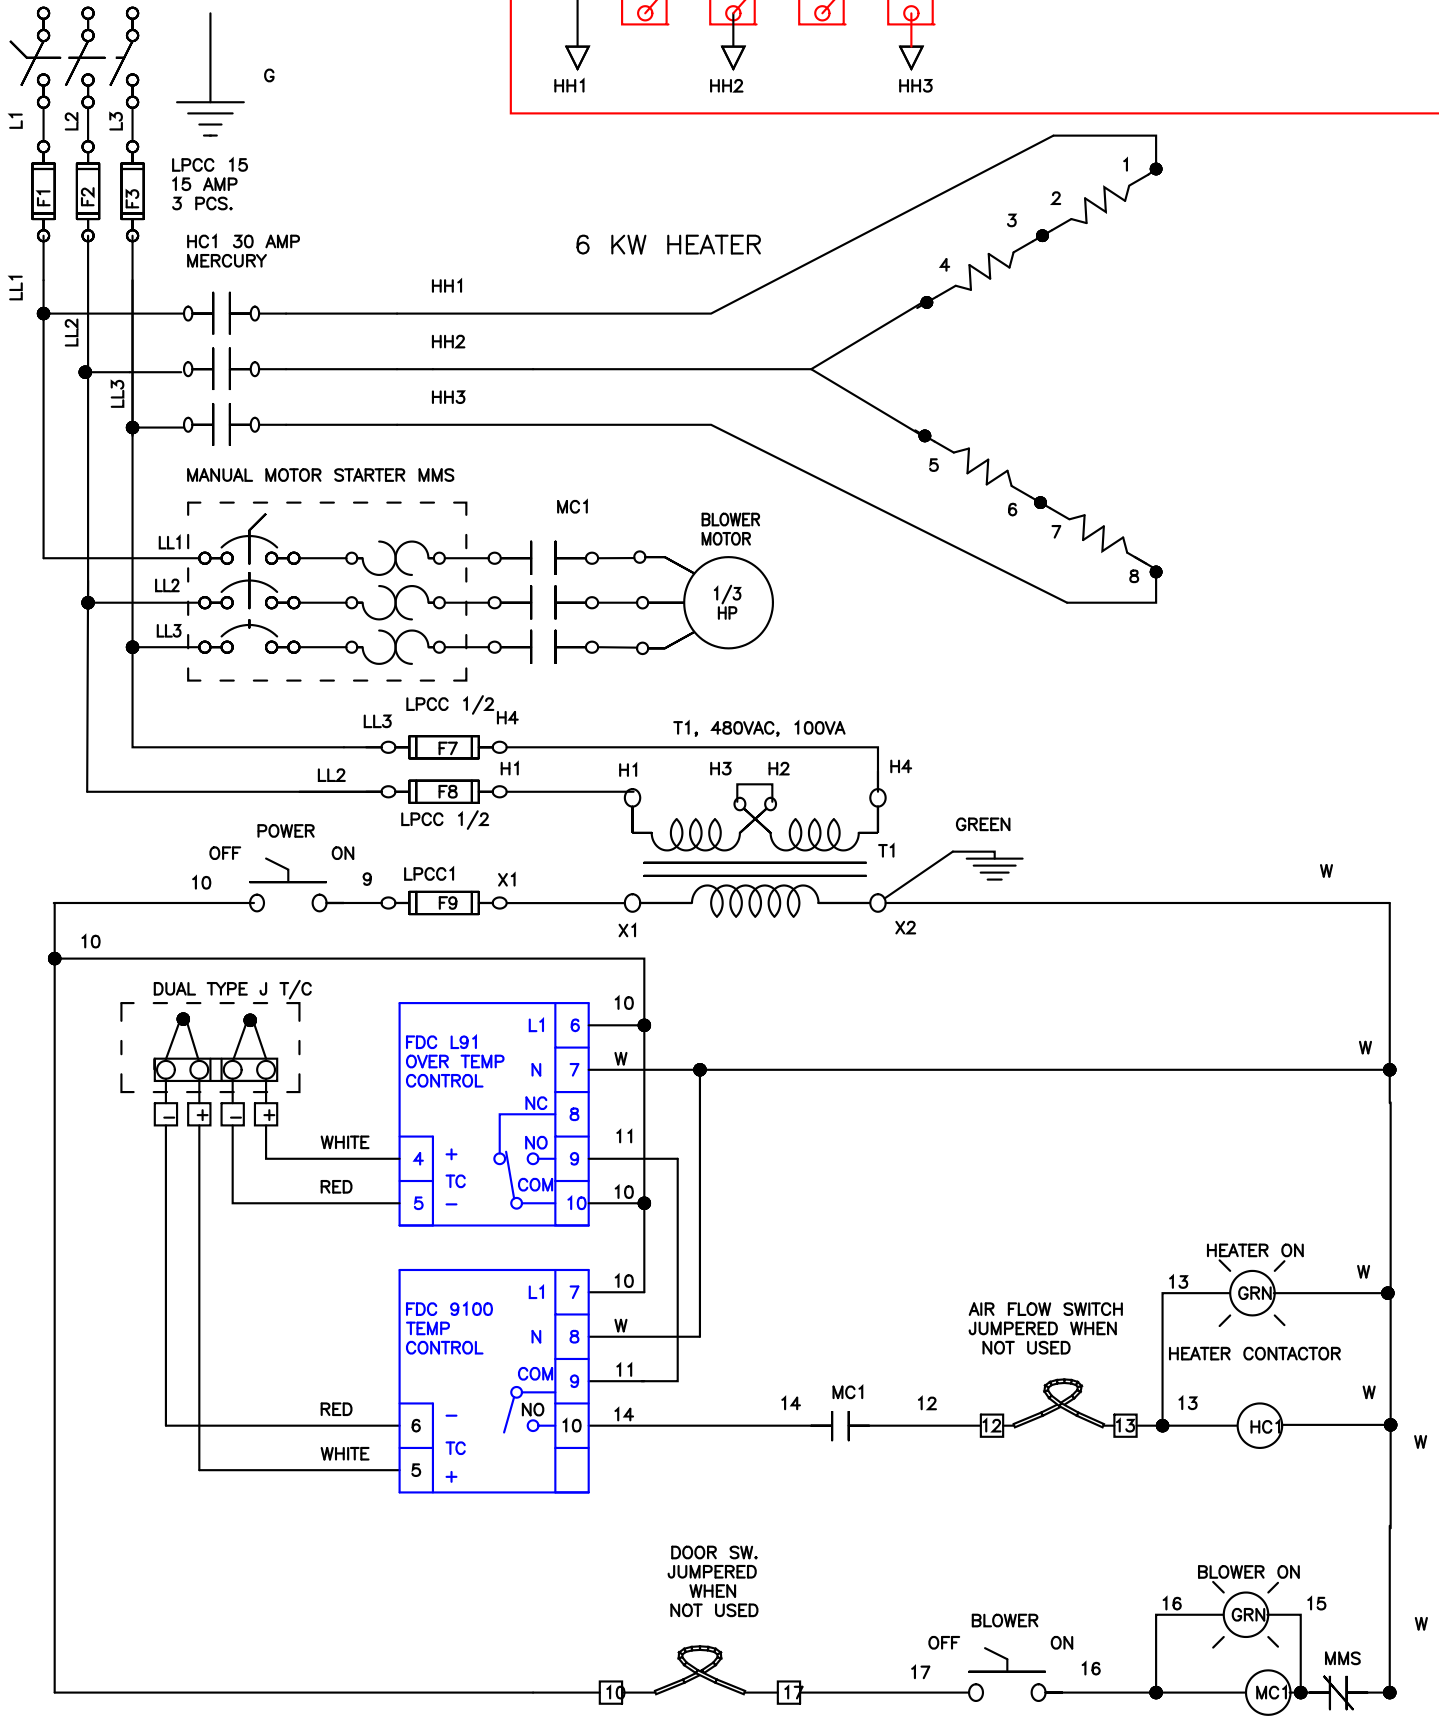 HH1
HH2
HH3
G
L1
L2
L3
LPCC 15
15 AMP
3 PCS.
F1
F2
F3
HC1 30 AMP
MERCURY
6 KW HEATER
1
2
3
4
LL1
LL2
LL3
HH1
HH2
HH3
5
6
7
8
MANUAL MOTOR STARTER MMS
MC1
BLOWER
MOTOR
LL1
LL2
LL3
1/3
HP
LPCC 1/2
LL3
F7
H4
T1, 480VAC, 100VA
LL2
F8
H1
LPCC 1/2
H1
H3
H2
H4
T1
GREEN
POWER
OFF
ON
10
9
LPCC1
F9
X1
X1
X2
W
10
DUAL TYPE J T/C
- + - +
FDC L91
OVER TEMP
CONTROL
L1 6
10
N 7
W
W
NC 8
NO 9
11
COM 10
10
WHITE
4 +
TC
RED
5 -
FDC 9100
TEMP
CONTROL
L1 7
10
N 8
W
COM 9
11
NO 10
14
RED
6 -
TC
WHITE
5 +
14
MC1
12
12
AIR FLOW SWITCH
JUMPERED WHEN
NOT USED
13
HEATER ON
13
GRN
W
HEATER CONTACTOR
13
HC1
W
W
DOOR SW.
JUMPERED
WHEN
NOT USED
10
17
17
BLOWER
OFF
ON
16
BLOWER ON
16
GRN
15
MC1
MMS
W